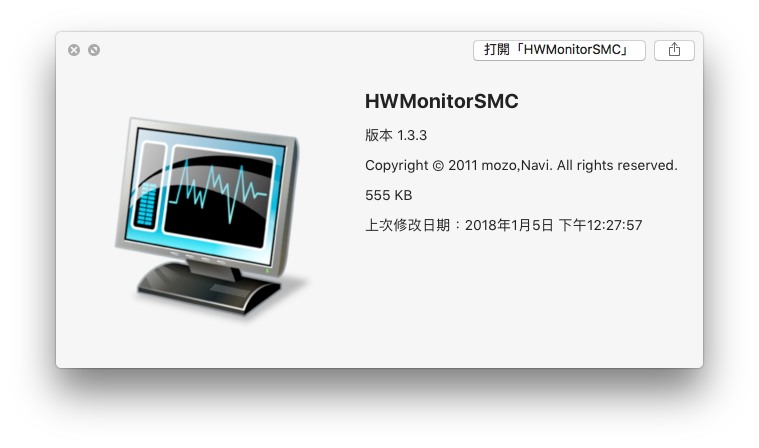 打開「HWMonitorSMC」
HWMonitorSMC
版本 1.3.3
Copyright © 2011 mozo,Navi. All rights reserved.
555 KB
上次修改日期：2018年1月5日 下午12:27:57